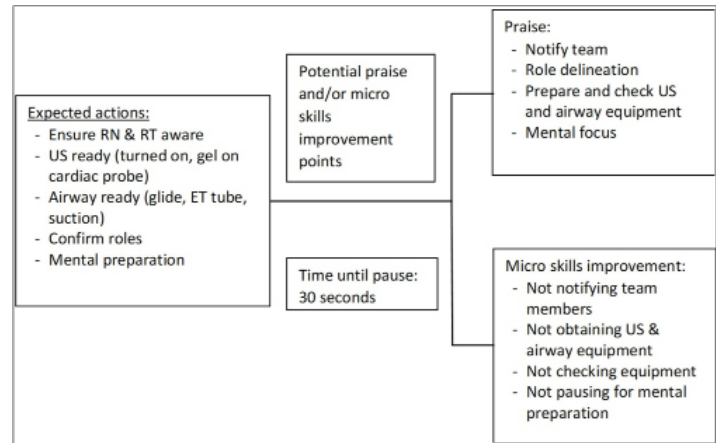 Expected actions:
- Ensure RN & RT aware
- US ready (turned on, gel on
cardiac probe)
- Airway ready (glide, ET tube,
suction)
- Confirm roles
- Mental preparation
Potential praise
and/or micro
skills
improvement
points
Time until pause:
30 seconds
Praise:
- Notify team
- Role delineation
- Prepare and check US
and airway equipment
- Mental focus
Micro skills improvement:
- Not notifying team
members
- Not obtaining US &
airway equipment
- Not checking equipment
- Not pausing for mental
preparation